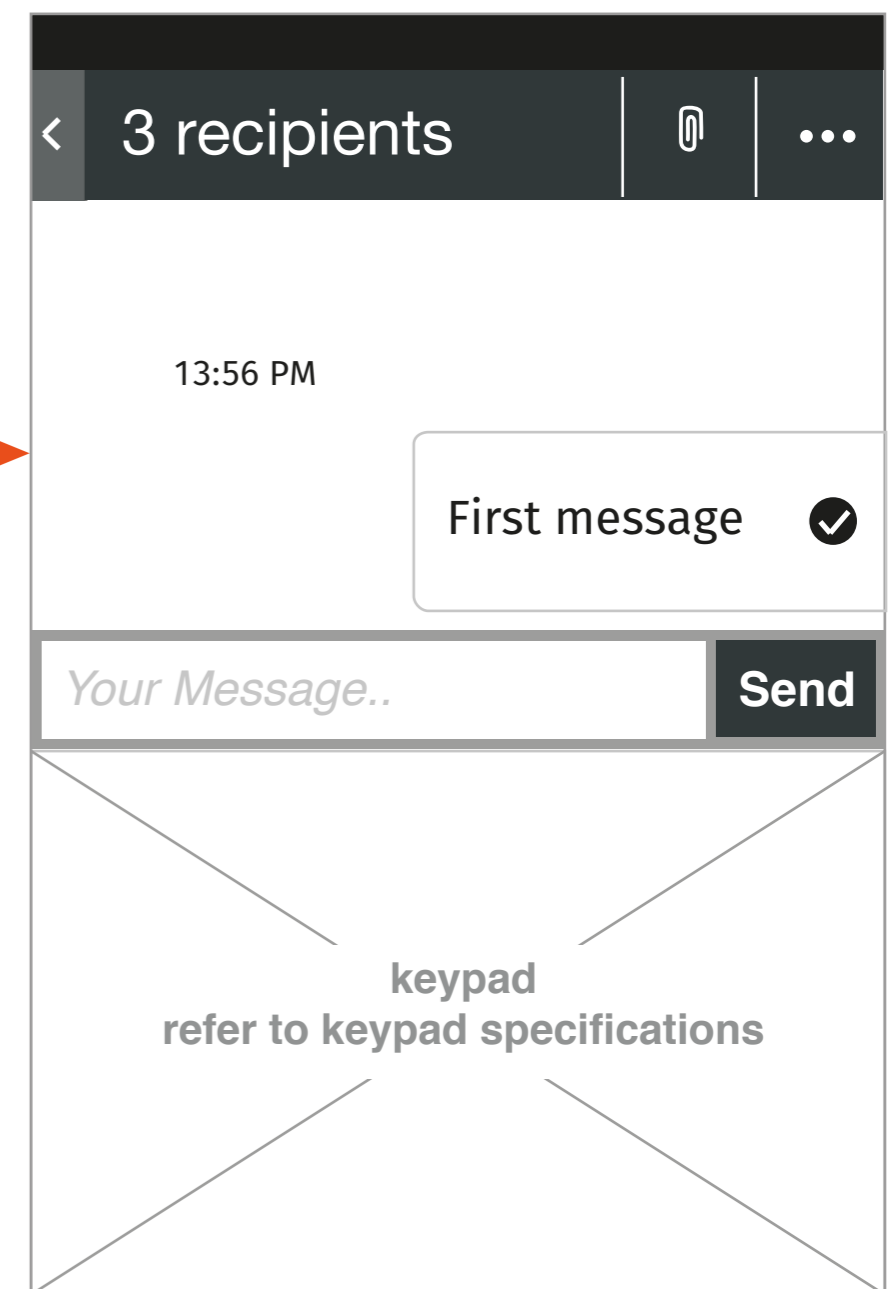 3 recipients
13:56 PM
First message
Your Message..
Send
keypad
refer to keypad specifications